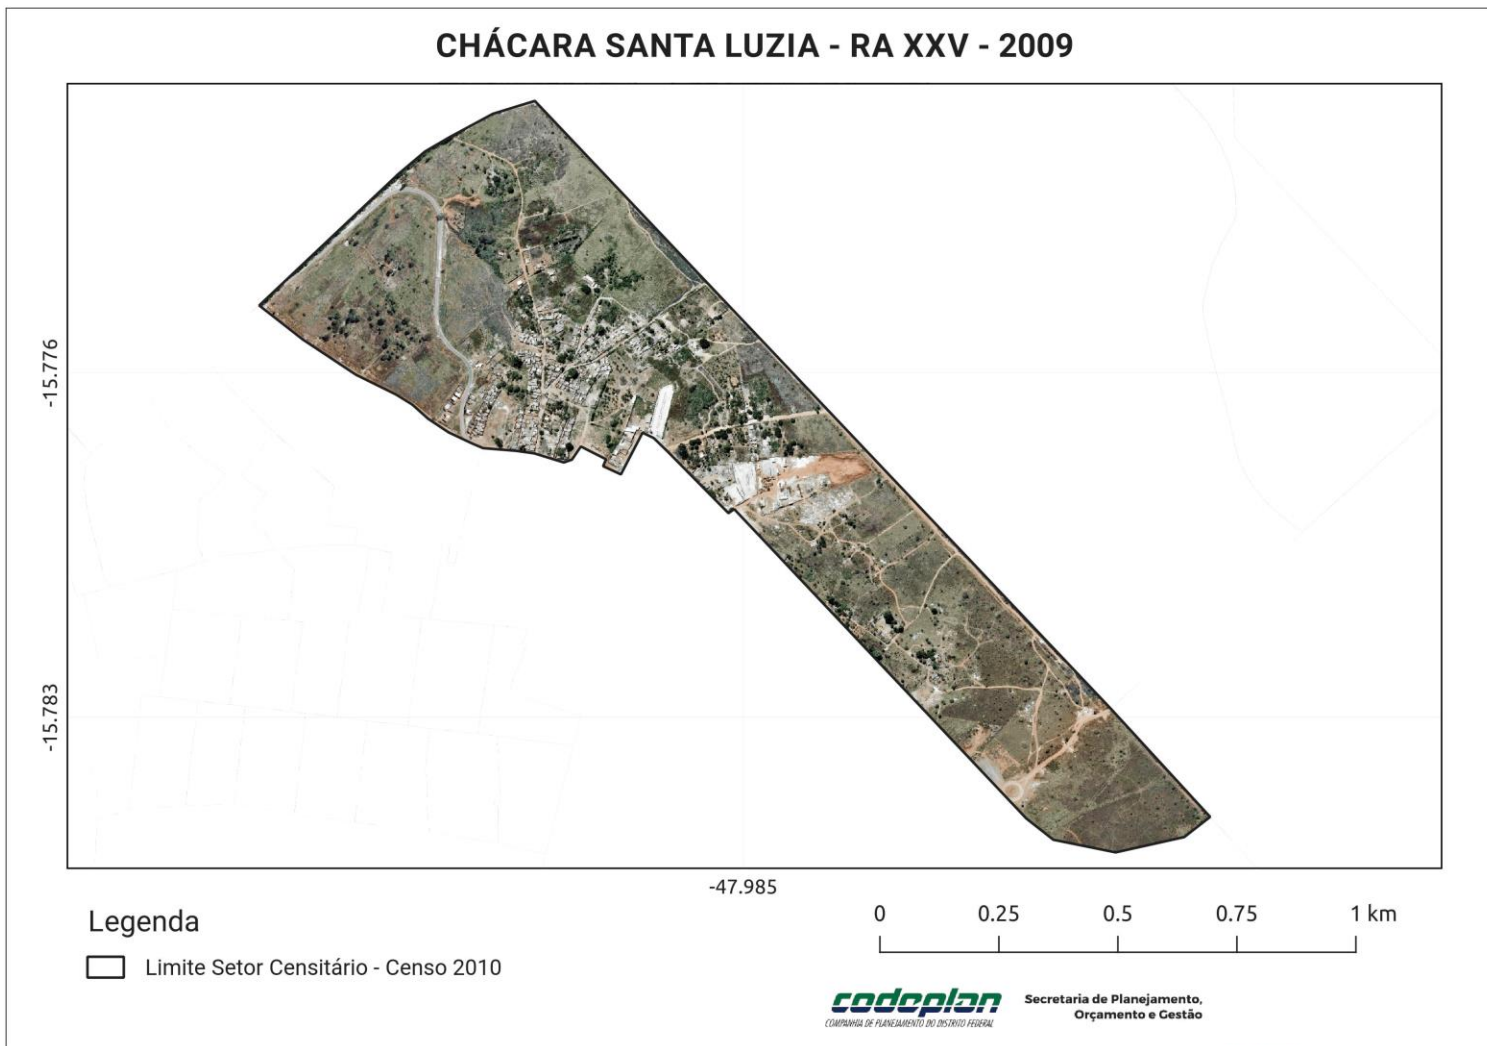 CHÁCARA SANTA LUZIA - RA XXV - 2009
-15.776
-15.783
-47.985
Legenda
Limite Setor Censitário - Censo 2010
0 0.25 0.5 0.75 1 km
codeplan
COMPANHIA DE PLANEJAMENTO DO DISTRITO FEDERAL
Secretaria de Planejamento,
Orçamento e Gestão